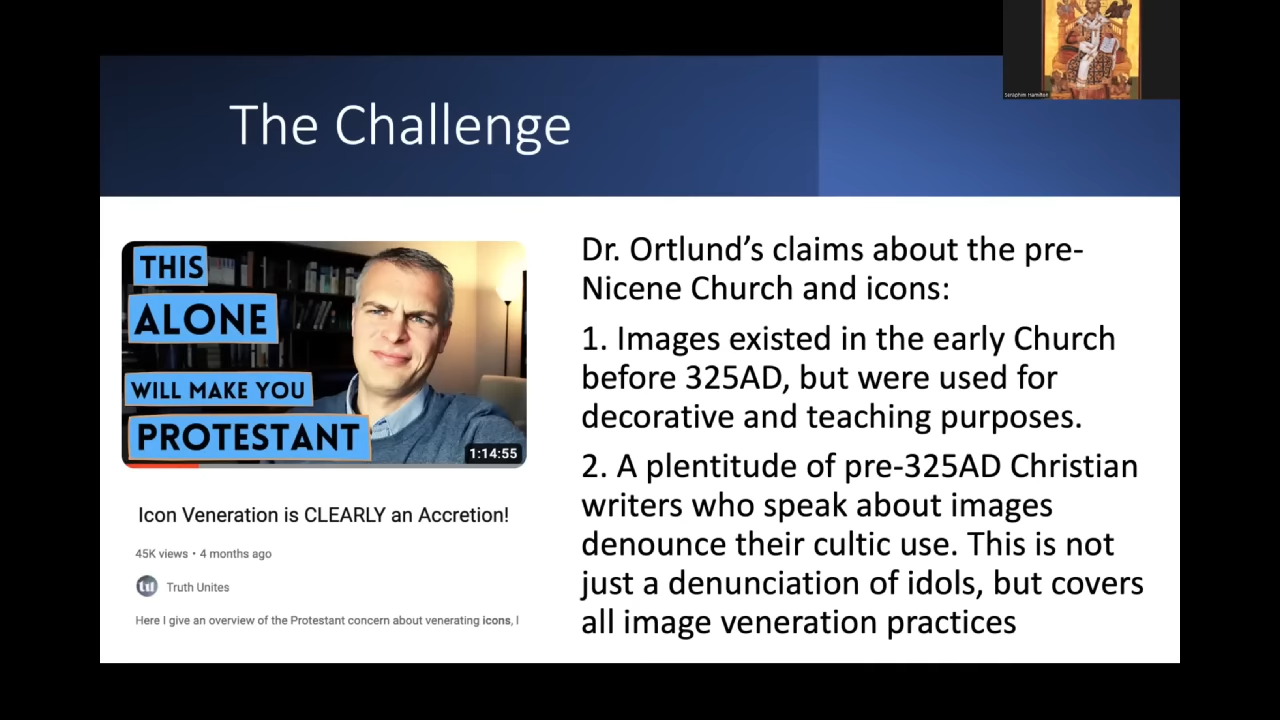 Seraphim Hamilton
The Challenge
THIS
ALONE
WILL MAKE YOU
PROTESTANT
1:14:55
Icon Veneration is CLEARLY an Accretion!
45K views • 4 months ago
tu Truth Unites
Here I give an overview of the Protestant concern about venerating icons, I
Dr. Ortlund’s claims about the pre-
Nicene Church and icons:
1. Images existed in the early Church
before 325AD, but were used for
decorative and teaching purposes.
2. A plentitude of pre-325AD Christian
writers who speak about images
denounce their cultic use. This is not
just a denunciation of idols, but covers
all image veneration practices